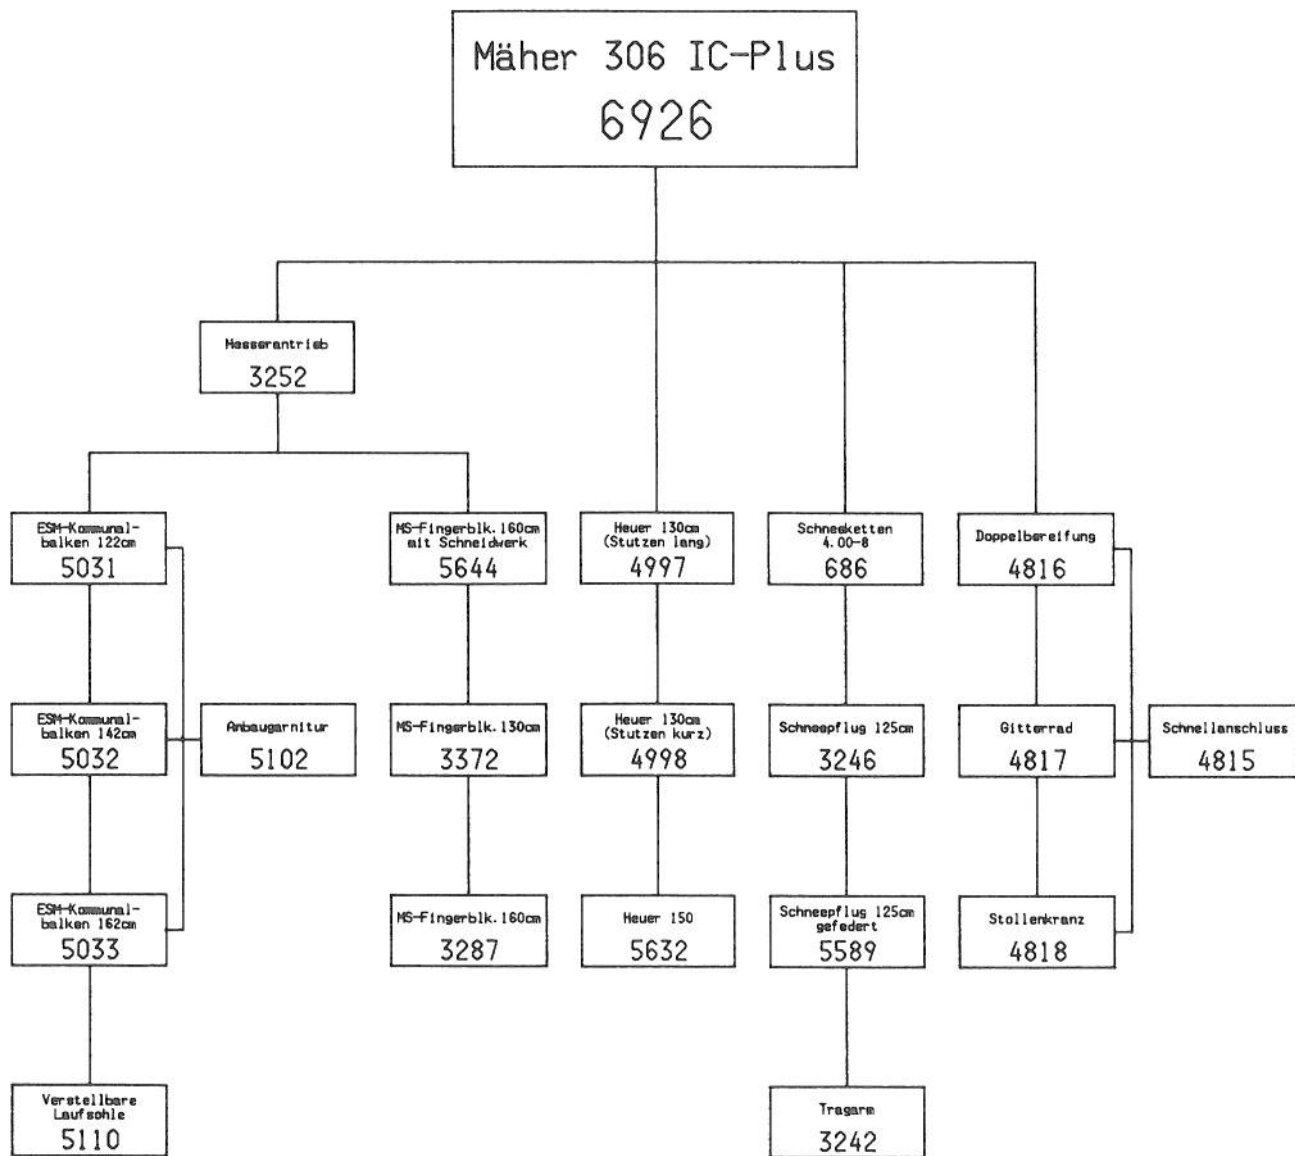 Mäher 306 IC-Plus
6926
Messerantrieb
3252
ESM-Kommunal-
balken 122cm
5031
MS-Fingerblk. 160cm
mit Schneidwerk
5644
Heuer 130cm
(Stutzen lang)
4997
Schneeketten
4.00-8
686
Doppelbereifung
4816
ESM-Kommunal-
balken 142cm
5032
Anbaugarnitur
5102
MS-Fingerblk. 130cm
3372
Heuer 130cm
(Stutzen kurz)
4998
Schneepflug 125cm
3246
Gitterrad
4817
Schnellanschluss
4815
ESM-Kommunal-
balken 162cm
5033
MS-Fingerblk. 160cm
3287
Heuer 150
5632
Schneepflug 125cm
gefedert
5589
Stollenkranz
4818
Verstellbare
Laufsohle
5110
Tragarm
3242